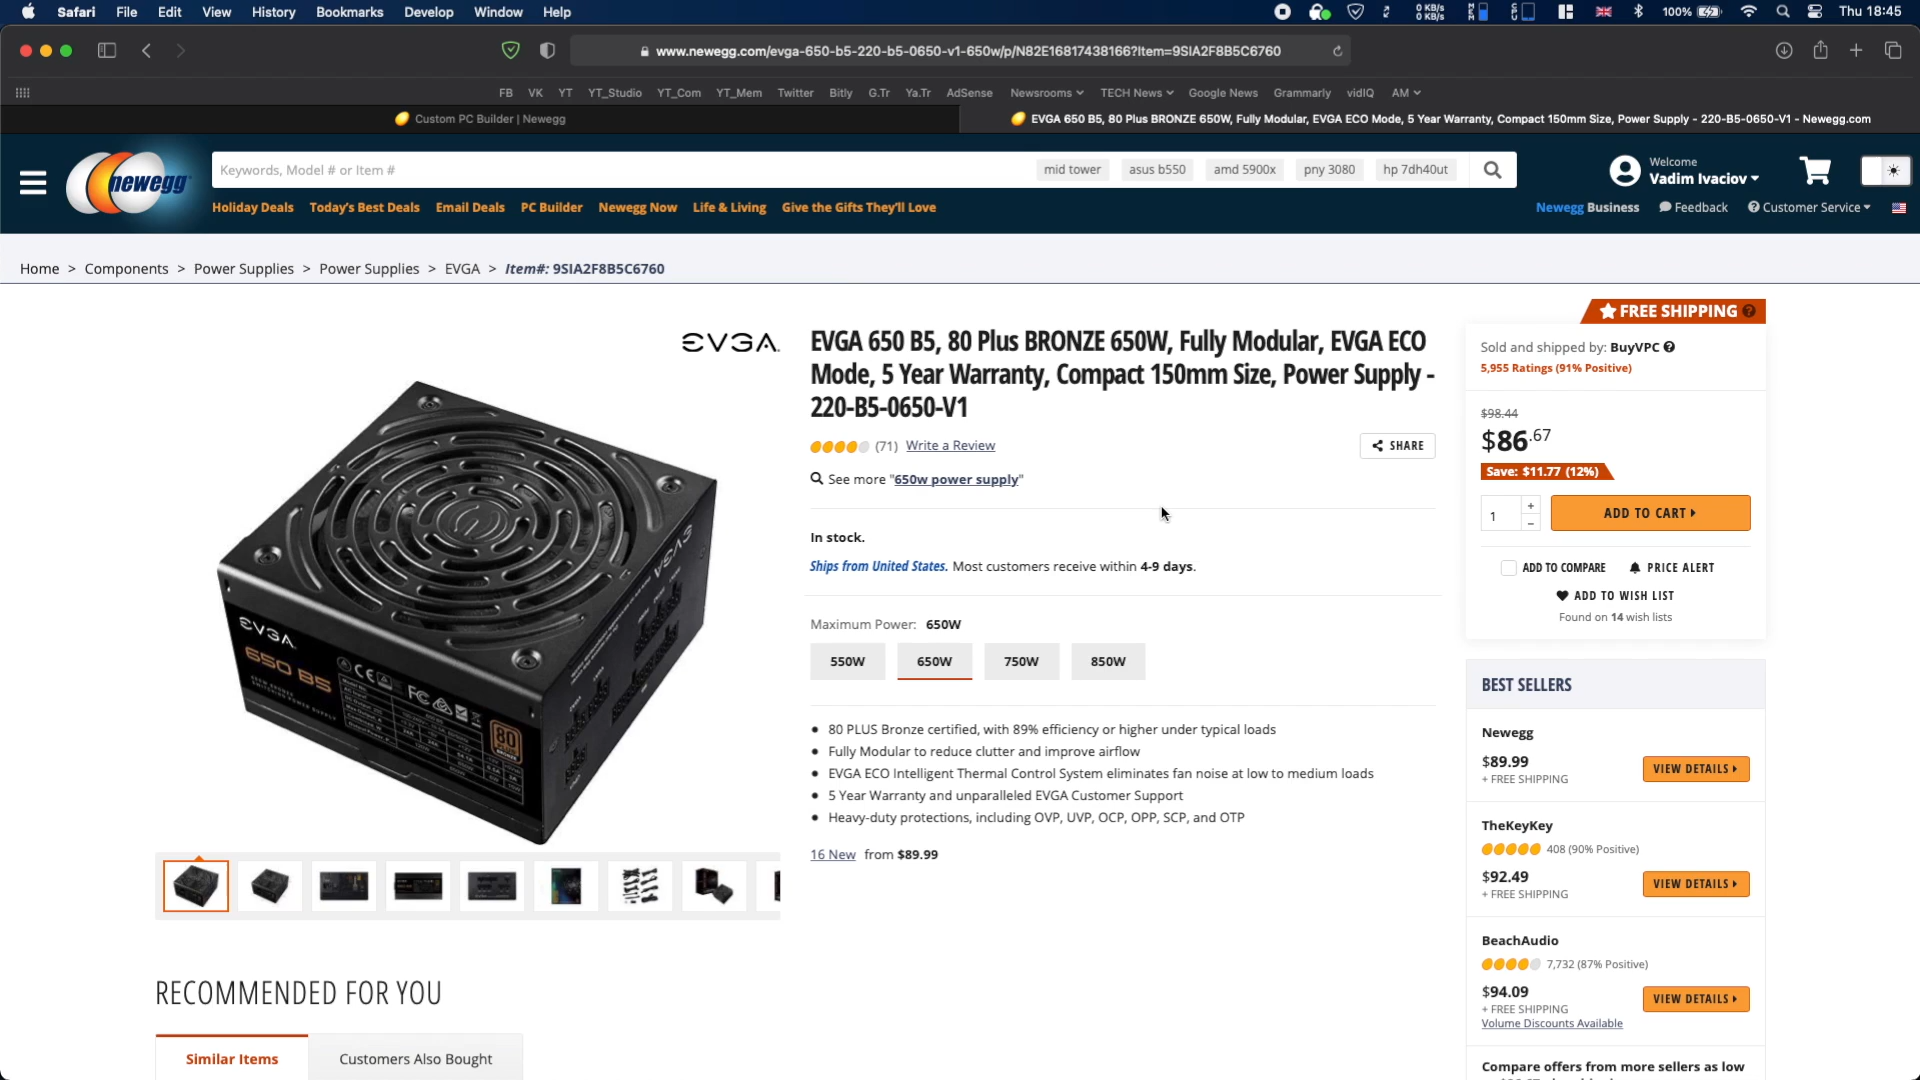 Safari File Edit View History Bookmarks Develop Window Help
0 KB/s
0 KB/s
100%
Thu 18:45
www.newegg.com/evga-650-b5-220-b5-0650-v1-650w/p/N82E16817438166?Item=9SIA2F8B5C6760
FB VK YT YT_Studio YT_Com YT_Mem Twitter Bitly G.Tr Ya.Tr AdSense Newsrooms TECH News Google News Grammarly vidIQ AM
Custom PC Builder | Newegg
EVGA 650 B5, 80 Plus BRONZE 650W, Fully Modular, EVGA ECO Mode, 5 Year Warranty, Compact 150mm Size, Power Supply - 220-B5-0650-V1 - Newegg.com
newegg
Keywords, Model # or Item #
mid tower asus b550 amd 5900x pny 3080 hp 7dh40ut
Welcome
Vadim Ivaciov
Holiday Deals Today's Best Deals Email Deals PC Builder Newegg Now Life & Living Give the Gifts They'll Love
Newegg Business Feedback Customer Service
Home > Components > Power Supplies > Power Supplies > EVGA > Item#: 9SIA2F8B5C6760
EVGA
EVGA
650 B5
FC
80
EVGA 650 B5, 80 Plus BRONZE 650W, Fully Modular, EVGA ECO
Mode, 5 Year Warranty, Compact 150mm Size, Power Supply -
220-B5-0650-V1
(71) Write a Review
SHARE
See more "650w power supply"
In stock.
Ships from United States. Most customers receive within 4-9 days.
Maximum Power: 650W
550W 650W 750W 850W
80 PLUS Bronze certified, with 89% efficiency or higher under typical loads
Fully Modular to reduce clutter and improve airflow
EVGA ECO Intelligent Thermal Control System eliminates fan noise at low to medium loads
5 Year Warranty and unparalleled EVGA Customer Support
Heavy-duty protections, including OVP, UVP, OCP, OPP, SCP, and OTP
16 New from $89.99
FREE SHIPPING
Sold and shipped by: BuyVPC
5,955 Ratings (91% Positive)
$98.44
$86.67
Save: $11.77 (12%)
1 + -
ADD TO CART
ADD TO COMPARE PRICE ALERT
ADD TO WISH LIST
Found on 14 wish lists
BEST SELLERS
Newegg
$89.99
+ FREE SHIPPING
VIEW DETAILS
TheKeyKey
408 (90% Positive)
$92.49
+ FREE SHIPPING
VIEW DETAILS
BeachAudio
7,732 (87% Positive)
$94.09
+ FREE SHIPPING
VIEW DETAILS
Volume Discounts Available
Compare offers from more sellers as low
RECOMMENDED FOR YOU
Similar Items Customers Also Bought